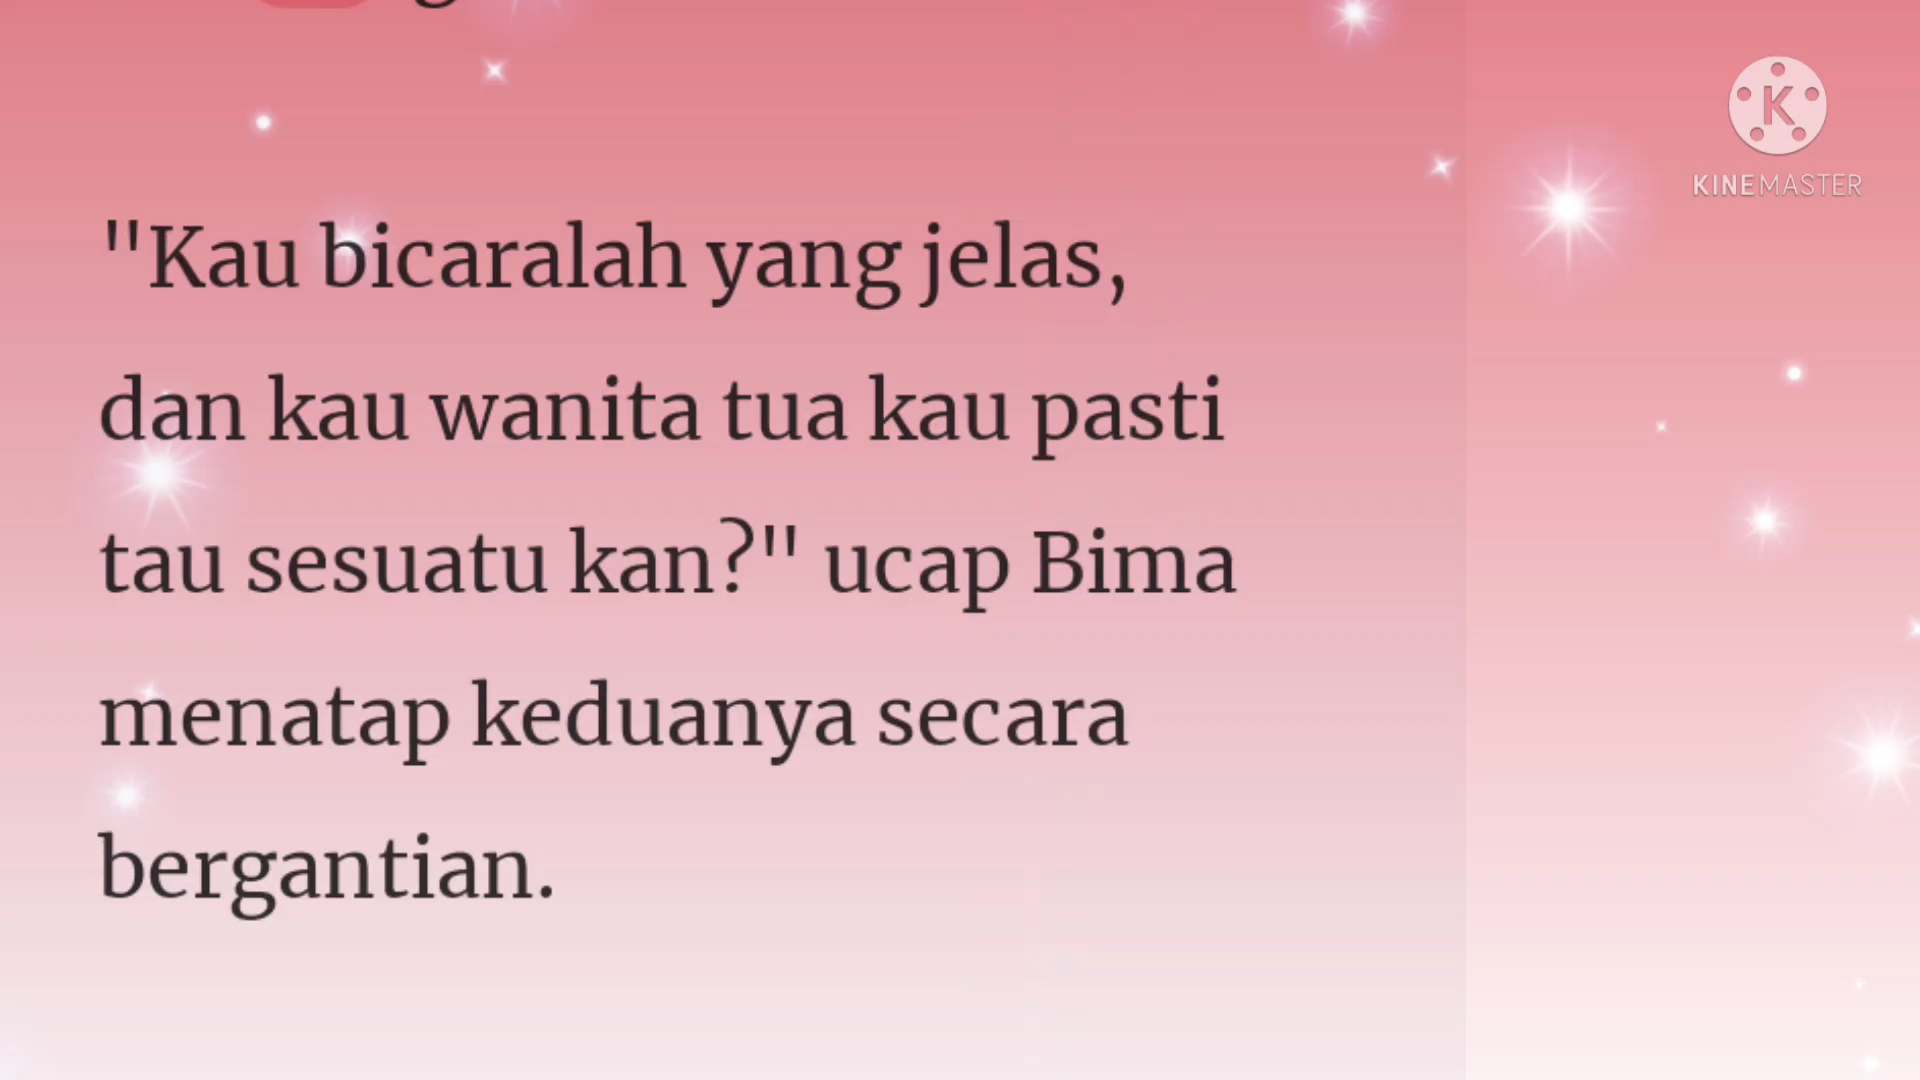 "Kau bicaralah yang jelas,
dan kau wanita tua kau pasti
tau sesuatu kan?" ucap Bima
menatap keduanya secara
bergantian.
K
KINEMASTER